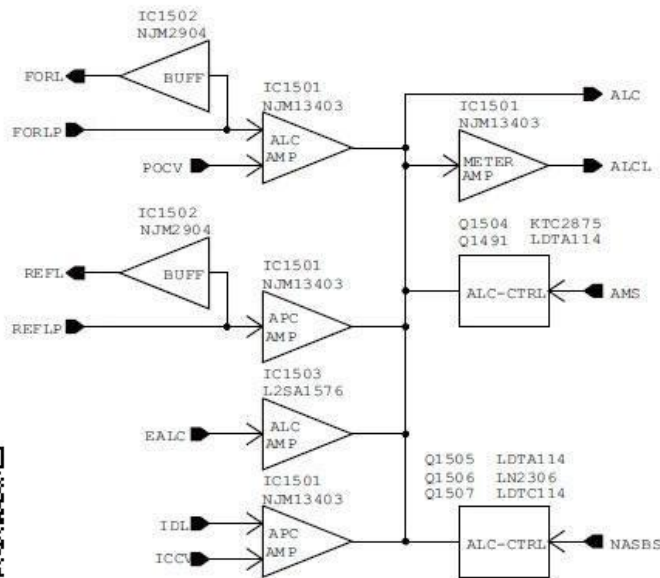 IC1502
NJM2904
FORL
BUFF
IC1501
NJM13403
ALC
IC1501
NJM13403
FORLP
ALC
AMP
POCV
METER
AMP
ALCL
IC1502
NJM2904
Q1504 KTC2875
Q1491 LDTA114
REFL
BUFF
IC1501
NJM13403
ALC-CTRL
AMS
REFLP
APC
AMP
IC1503
L2SA1576
EALC
ALC
AMP
Q1505 LDTA114
Q1506 LN2306
Q1507 LDTC114
IC1501
NJM13403
IDL
ICCV
APC
AMP
ALC-CTRL
NASBS